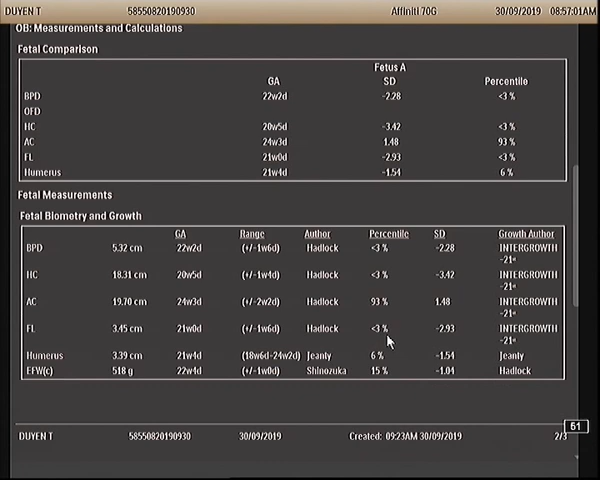 DUYEN T 58550820190930 Affiniti 70G 30/09/2019 08:57:01AM
OB: Measurements and Calculations
Fetal Comparison
Fetus A
GA SD Percentile
BPD 22w2d -2.28 <3 %
OFD
HC 20w5d -3.42 <3 %
AC 24w3d 1.48 93 %
FL 21w0d -2.93 <3 %
Humerus 21w4d -1.54 6 %
Fetal Measurements
Fetal Biometry and Growth
GA Range Author Percentile SD Growth Author
BPD 5.32 cm 22w2d (+/-1w6d) Hadlock <3 % -2.28 INTERGROWTH
-21ˢᵗ
HC 18.31 cm 20w5d (+/-1w4d) Hadlock <3 % -3.42 INTERGROWTH
-21ˢᵗ
AC 19.70 cm 24w3d (+/-2w2d) Hadlock 93 % 1.48 INTERGROWTH
-21ˢᵗ
FL 3.45 cm 21w0d (+/-1w6d) Hadlock <3 % -2.93 INTERGROWTH
-21ˢᵗ
Humerus 3.39 cm 21w4d (18w6d-24w2d) Jeanty 6 % -1.54 Jeanty
EFW(c) 518 g 22w4d (+/-1w0d) Shinozuka 15 % -1.04 Hadlock
61
DUYEN T 58550820190930 30/09/2019 Created: 09:23AM 30/09/2019 2/3